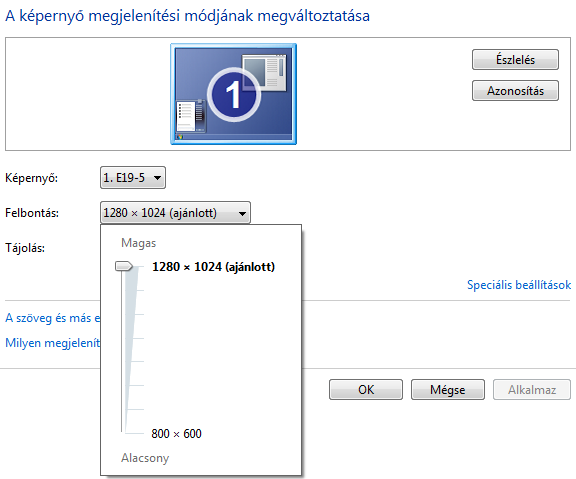 A képernyő megjelenítési módjának megváltoztatása
1
Észlelés
Azonosítás
Képernyő: 1. E19-5
Felbontás: 1280 × 1024 (ajánlott)
Tájolás:
Magas
1280 × 1024 (ajánlott)
Speciális beállítások
A szöveg és más e
Milyen megjelenít
OK Mégse Alkalmaz
800 × 600
Alacsony